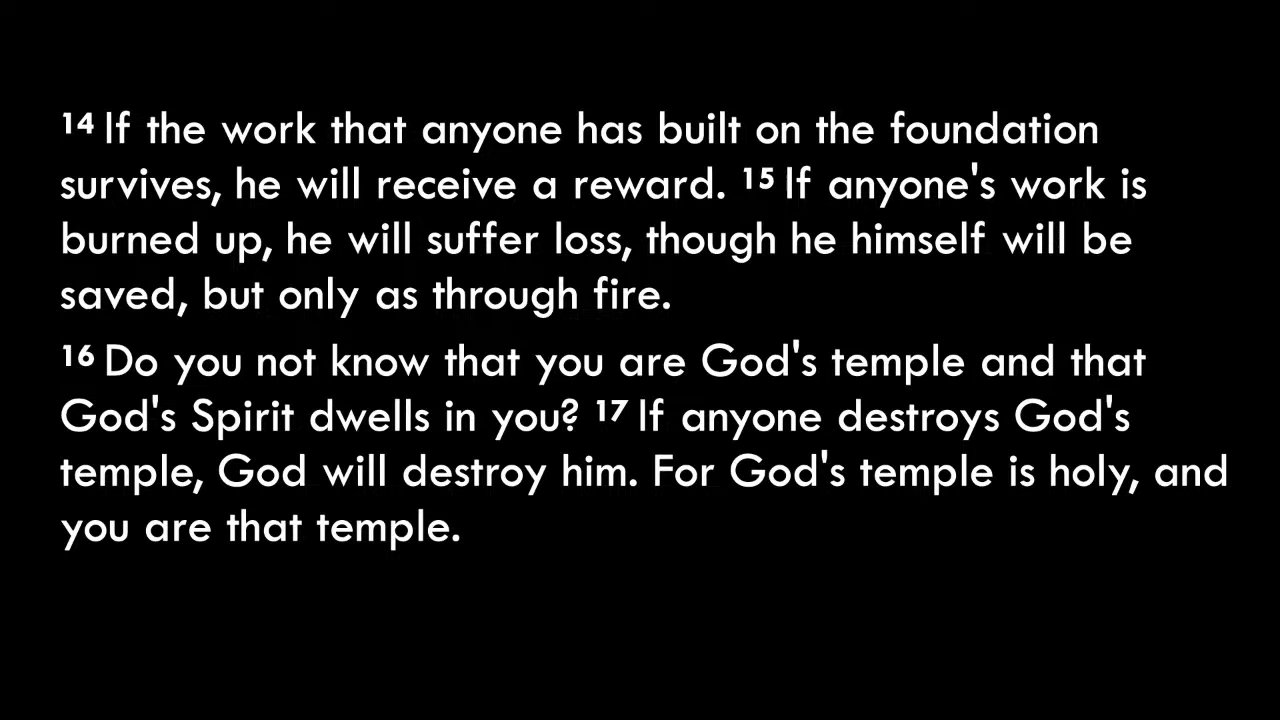 14 If the work that anyone has built on the foundation
survives, he will receive a reward. 15 If anyone's work is
burned up, he will suffer loss, though he himself will be
saved, but only as through fire.
16 Do you not know that you are God's temple and that
God's Spirit dwells in you? 17 If anyone destroys God's
temple, God will destroy him. For God's temple is holy, and
you are that temple.